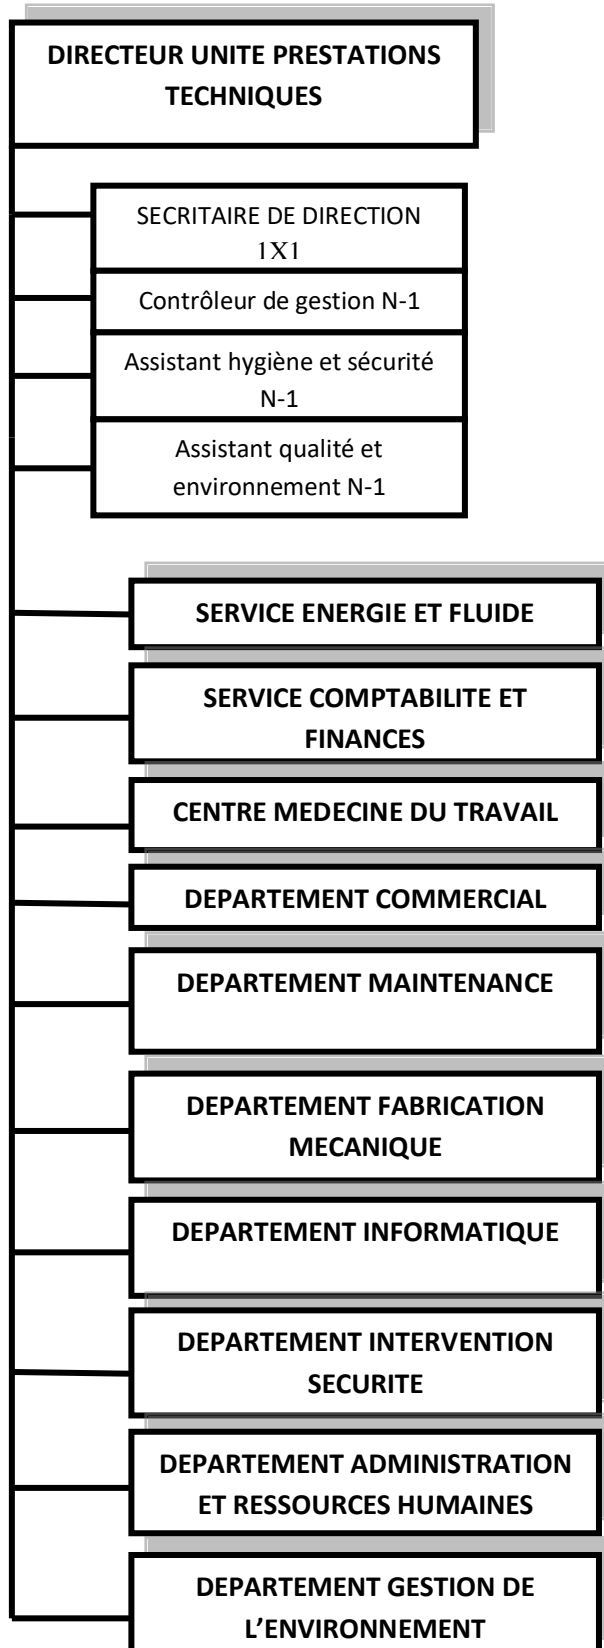 DIRECTEUR UNITE PRESTATIONS
TECHNIQUES
SECRITAIRE DE DIRECTION
1X1
Contrôleur de gestion N-1
Assistant hygiène et sécurité
N-1
Assistant qualité et
environnement N-1
SERVICE ENERGIE ET FLUIDE
SERVICE COMPTABILITE ET
FINANCES
CENTRE MEDECINE DU TRAVAIL
DEPARTEMENT COMMERCIAL
DEPARTEMENT MAINTENANCE
DEPARTEMENT FABRICATION
MECANIQUE
DEPARTEMENT INFORMATIQUE
DEPARTEMENT INTERVENTION
SECURITE
DEPARTEMENT ADMINISTRATION
ET RESSOURCES HUMAINES
DEPARTEMENT GESTION DE
L’ENVIRONNEMENT